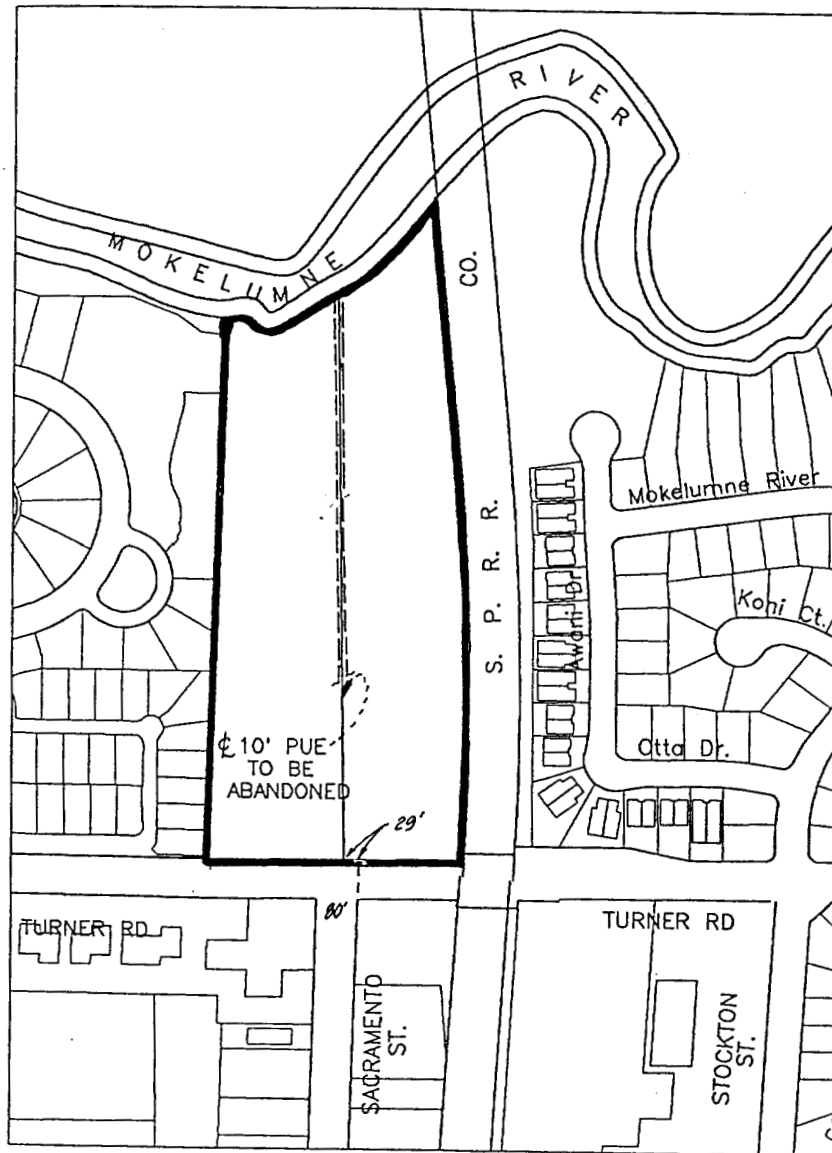 RIVER
MOKELUMNE
CO.
S. P. R. R.
Mokelumne River
Awani Dr
Koni Ct.
Otta Dr.
℄ 10' PUE
TO BE
ABANDONED
29'
80'
TURNER RD
TURNER RD
SACRAMENTO
ST.
STOCKTON
ST.